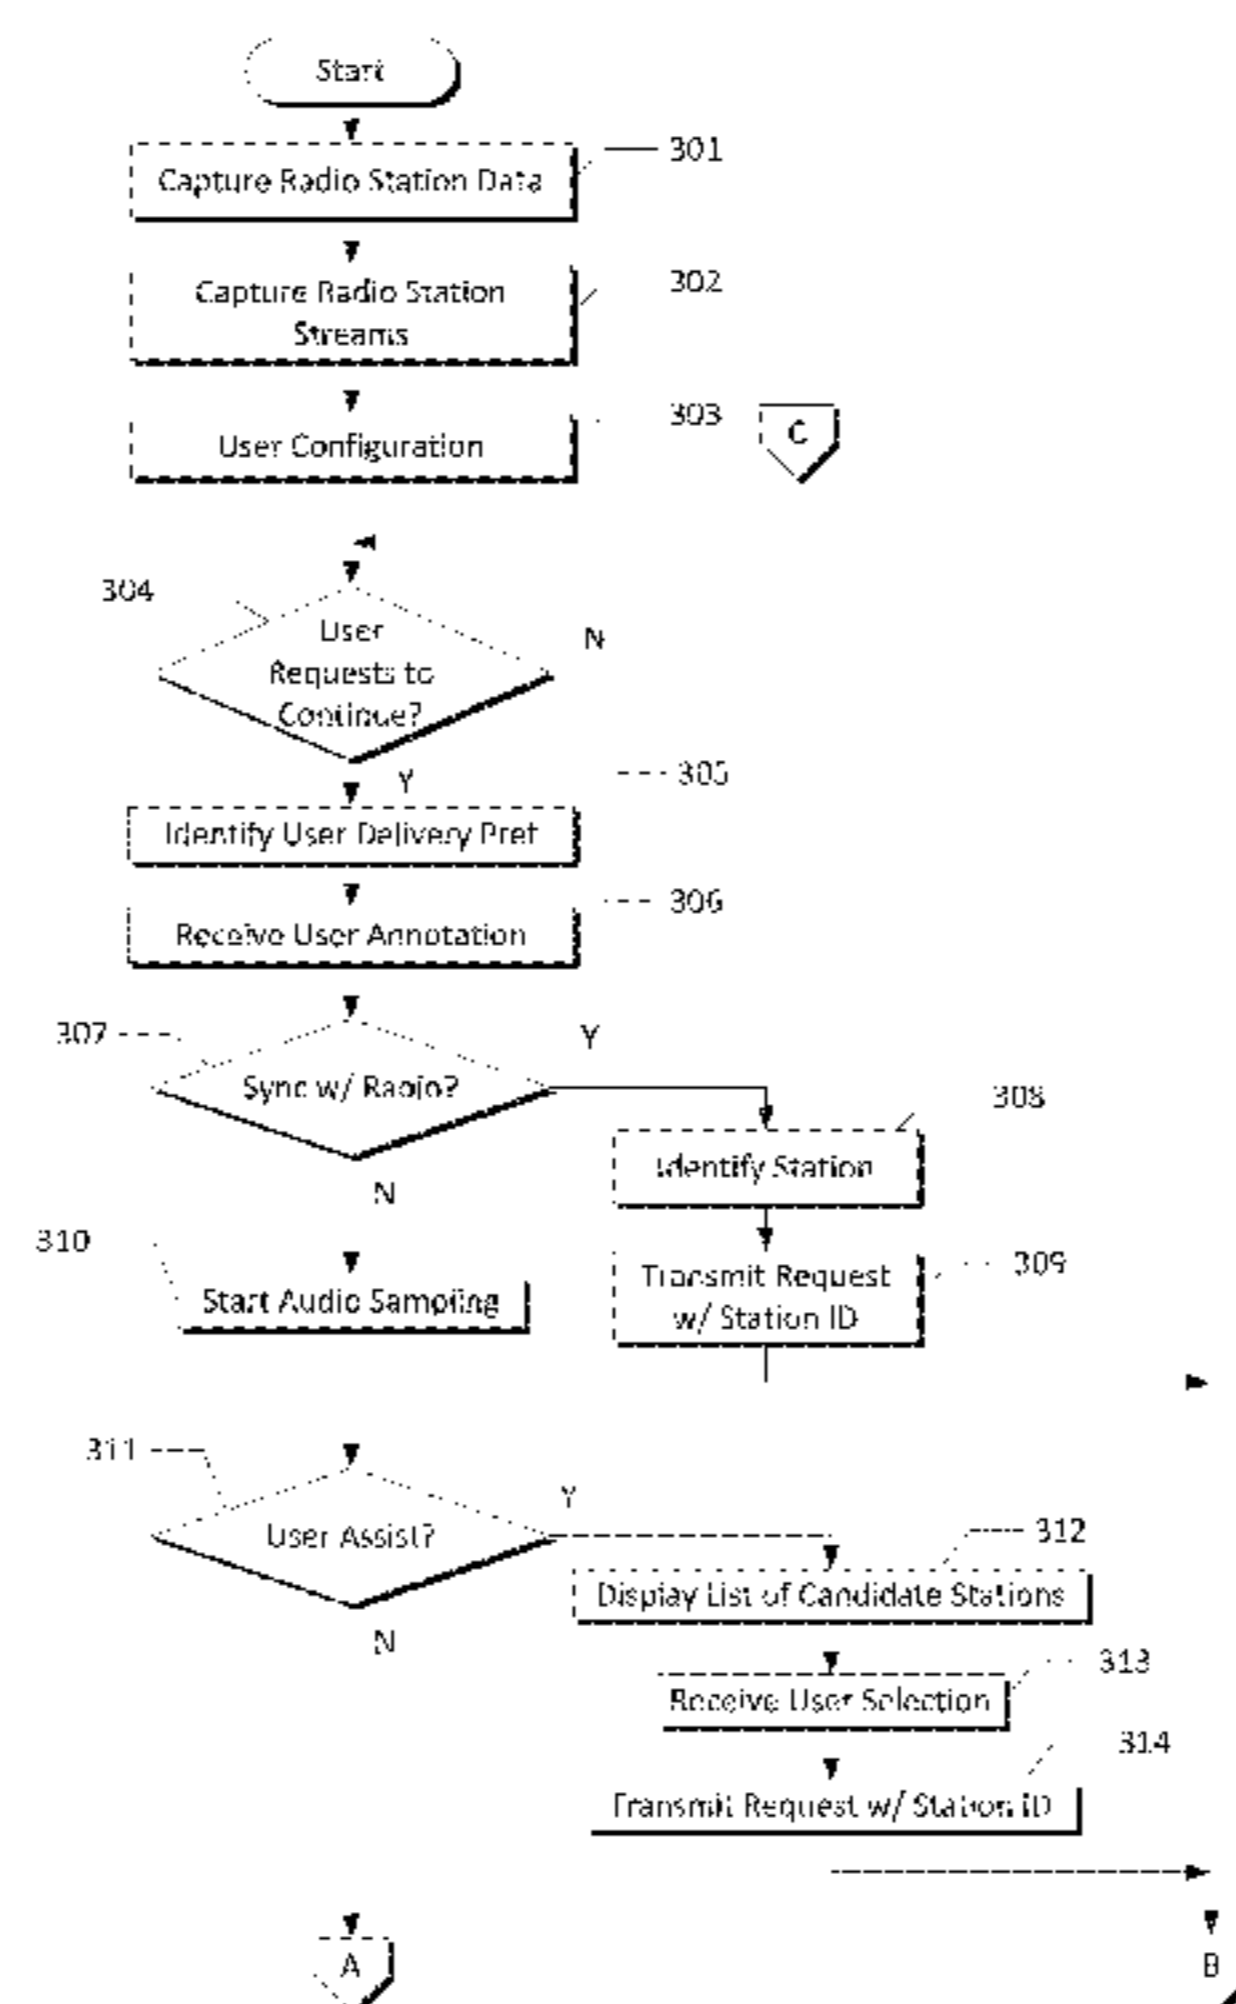 Start
301
Capture Radio Station Data
302
Capture Radio Station
Streams
303
C
User Configuration
304
User
N
Requests to
Continue?
Y
305
Identify User Delivery Pref
306
Receive User Annotation
307
Y
Sync w/ Radio?
308
Identify Station
N
310
309
Transmit Request
Start Audio Sampling
w/ Station ID
311
Y
User Assist?
312
Display List of Candidate Stations
N
313
Receive User Selection
314
Transmit Request w/ Station ID
A
B